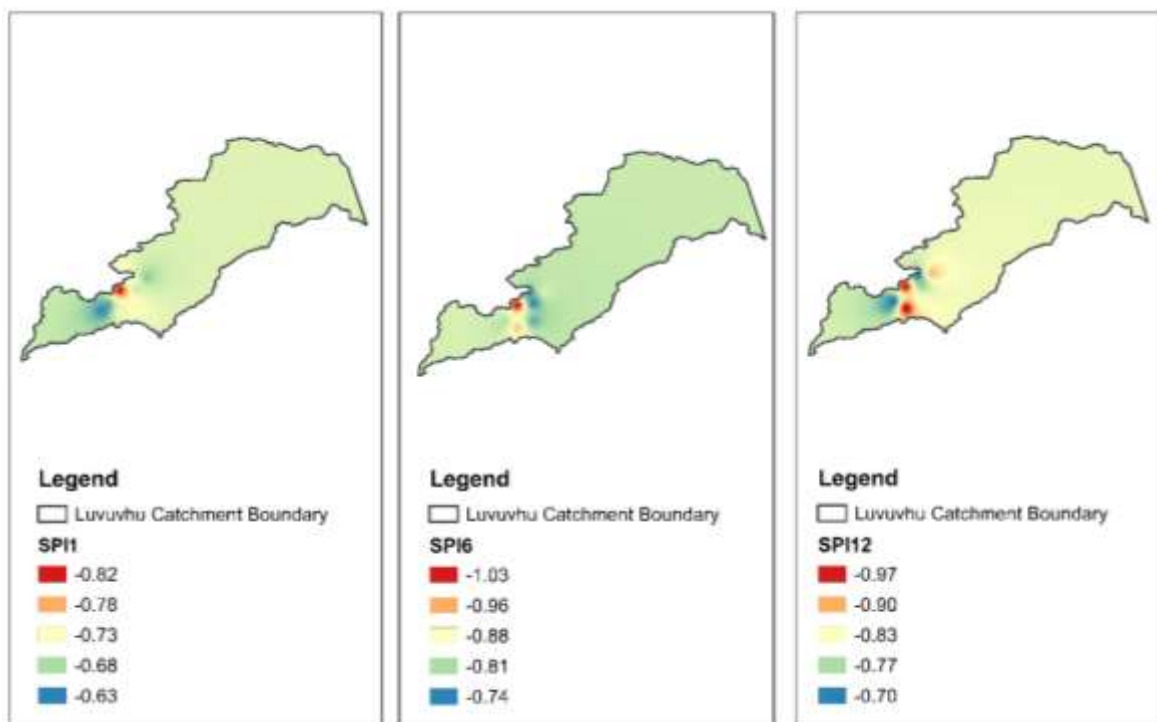 Legend
Luvuvhu Catchment Boundary
SPI1
-0.82
-0.78
-0.73
-0.68
-0.63
Legend
Luvuvhu Catchment Boundary
SPI6
-1.03
-0.96
-0.88
-0.81
-0.74
Legend
Luvuvhu Catchment Boundary
SPI12
-0.97
-0.90
-0.83
-0.77
-0.70